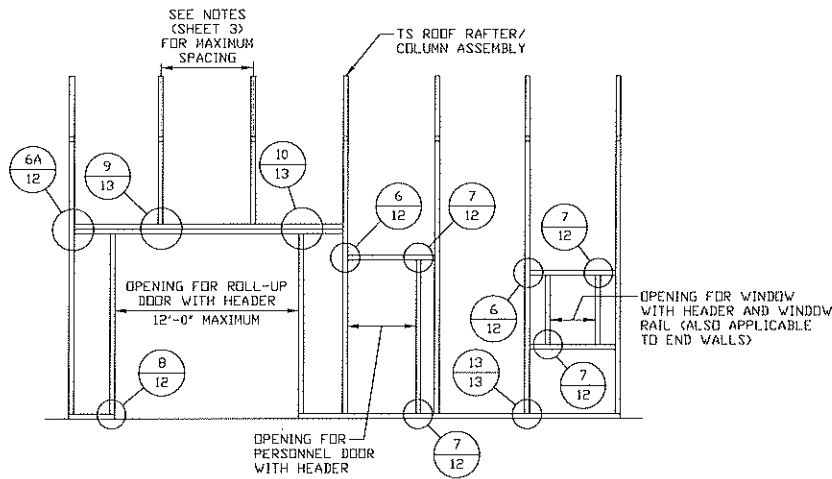 SEE NOTES
(SHEET 3)
FOR MAXIMUM
SPACING
TS ROOF RAFTER/
COLUMN ASSEMBLY
6A
12
9
13
10
13
6
12
7
12
7
12
OPENING FOR ROLL-UP
DOOR WITH HEADER
12'-0" MAXIMUM
6
12
OPENING FOR WINDOW
WITH HEADER AND WINDOW
RAIL (ALSO APPLICABLE
TO END WALLS)
7
12
8
12
13
13
OPENING FOR
PERSONNEL DOOR
WITH HEADER
7
12